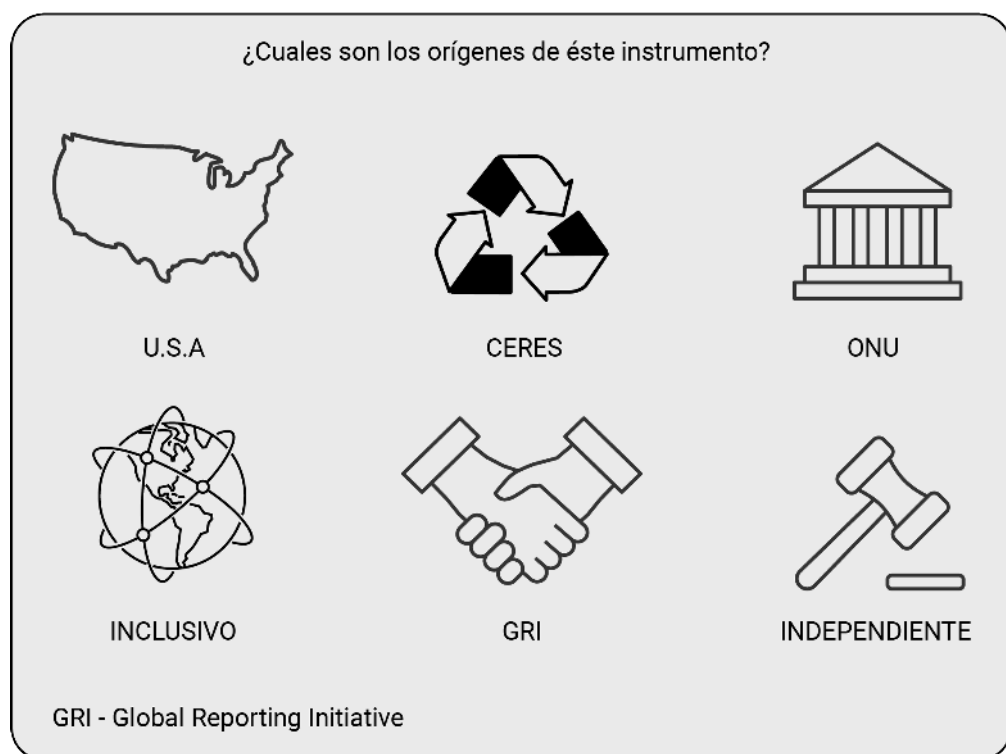 ¿Cuales son los orígenes de éste instrumento?
U.S.A
CERES
ONU
INCLUSIVO
GRI
INDEPENDIENTE
GRI - Global Reporting Initiative